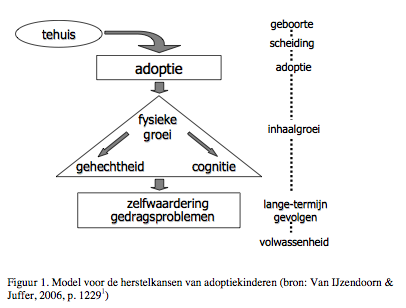 tehuis
geboorte
scheiding
adoptie
adoptie
fysieke
groei
inhaalgroei
gehechtheid
cognitie
zelfwaardering
gedragsproblemen
lange-termijn
gevolgen
volwassenheid
Figuur 1. Model voor de herstelkansen van adoptiekinderen (bron: Van IJzendoorn &
Juffer, 2006, p. 1229¹)